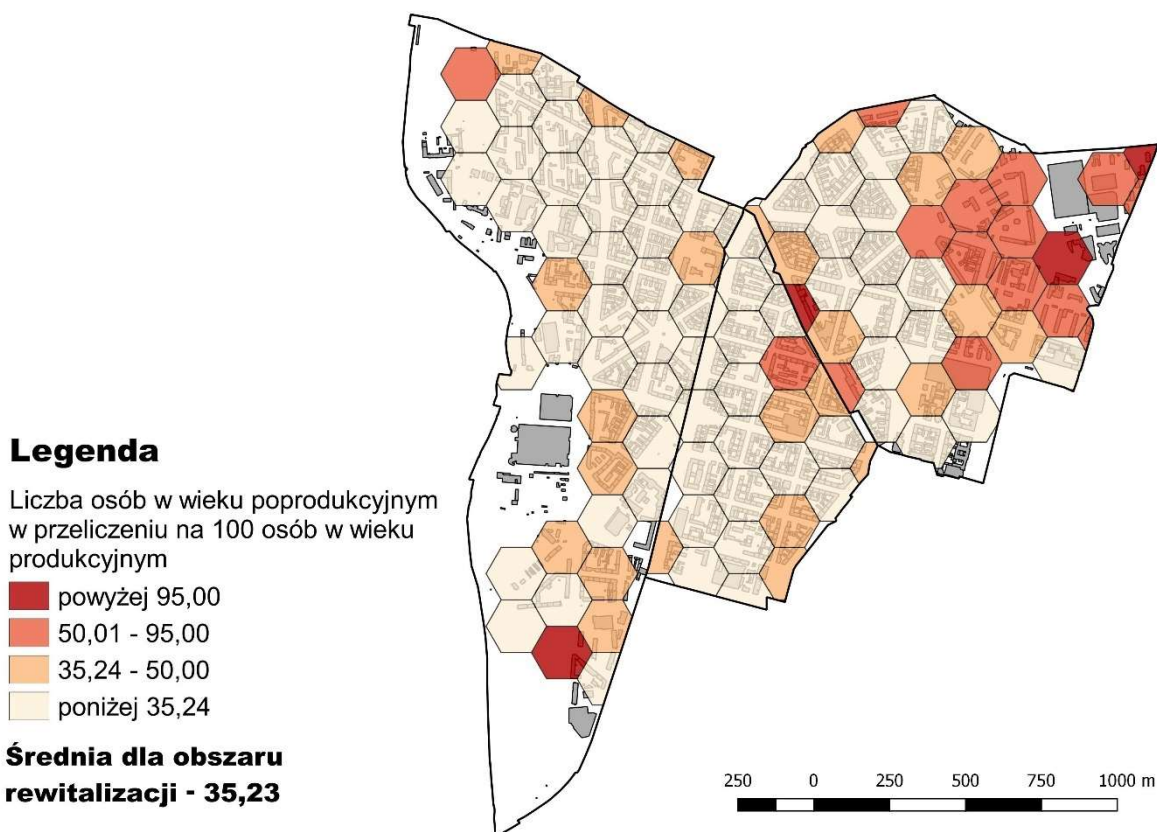 Legenda
Liczba osób w wieku poprodukcyjnym
w przeliczeniu na 100 osób w wieku
produkcyjnym
powyżej 95,00
50,01 - 95,00
35,24 - 50,00
poniżej 35,24
Średnia dla obszaru
rewitalizacji - 35,23
250 0 250 500 750 1000 m